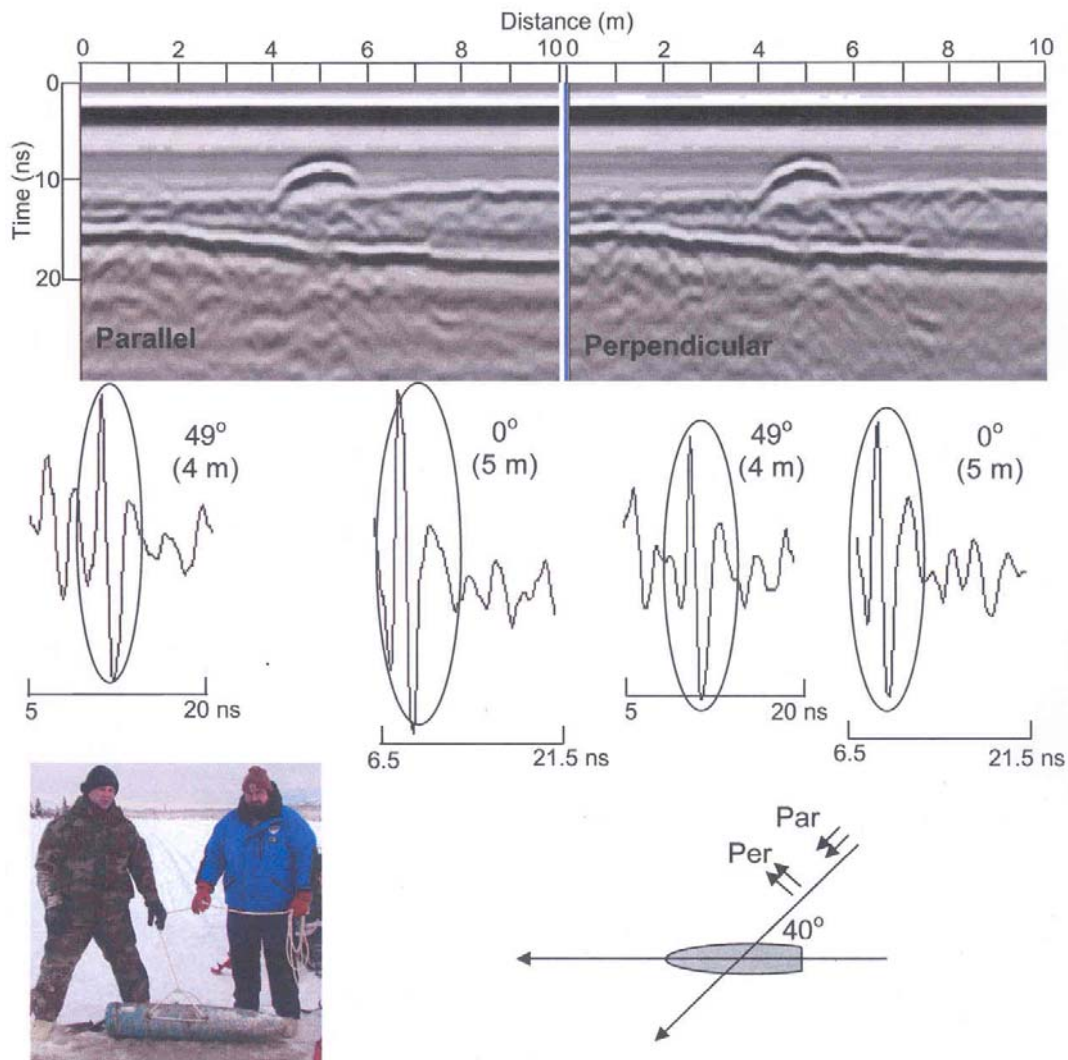 Distance (m)
0 2 4 6 8 10 0 2 4 6 8 10
Time (ns)
0
10
20
Parallel
Perpendicular
49° 0° 49° 0°
(4 m) (5 m) (4 m) (5 m)
5 20 ns 5 20 ns
6.5 21.5 ns 6.5 21.5 ns
Par
Per
40°